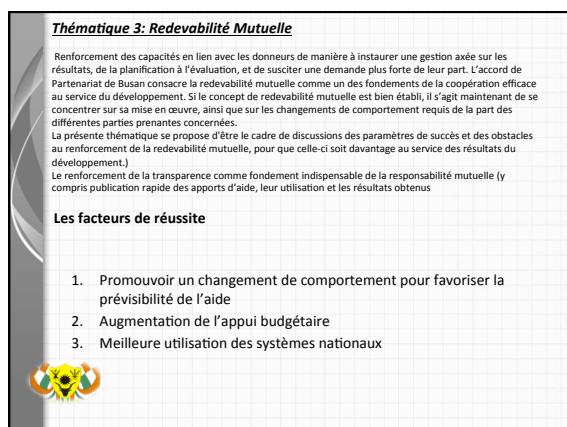 Thématique 3: Redevabilité Mutuelle
Renforcement des capacités en lien avec les donneurs de manière à instaurer une gestion axée sur les
résultats, de la planification à l'évaluation, et de susciter une demande plus forte de leur part. L'accord de
Partenariat de Busan consacre la redevabilité mutuelle comme un des fondements de la coopération efficace
au service du développement. Si le concept de redevabilité mutuelle est bien établi, il s'agit maintenant de se
concentrer sur sa mise en œuvre, ainsi que sur les changements de comportement requis de la part des
différentes parties prenantes concernées.
La présente thématique se propose d'être le cadre de discussions des paramètres de succès et des obstacles
au renforcement de la redevabilité mutuelle, pour que celle-ci soit davantage au service des résultats du
développement.)
Le renforcement de la transparence comme fondement indispensable de la responsabilité mutuelle (y
compris publication rapide des apports d'aide, leur utilisation et les résultats obtenus
Les facteurs de réussite
1. Promouvoir un changement de comportement pour favoriser la
prévisibilité de l'aide
2. Augmentation de l'appui budgétaire
3. Meilleure utilisation des systèmes nationaux